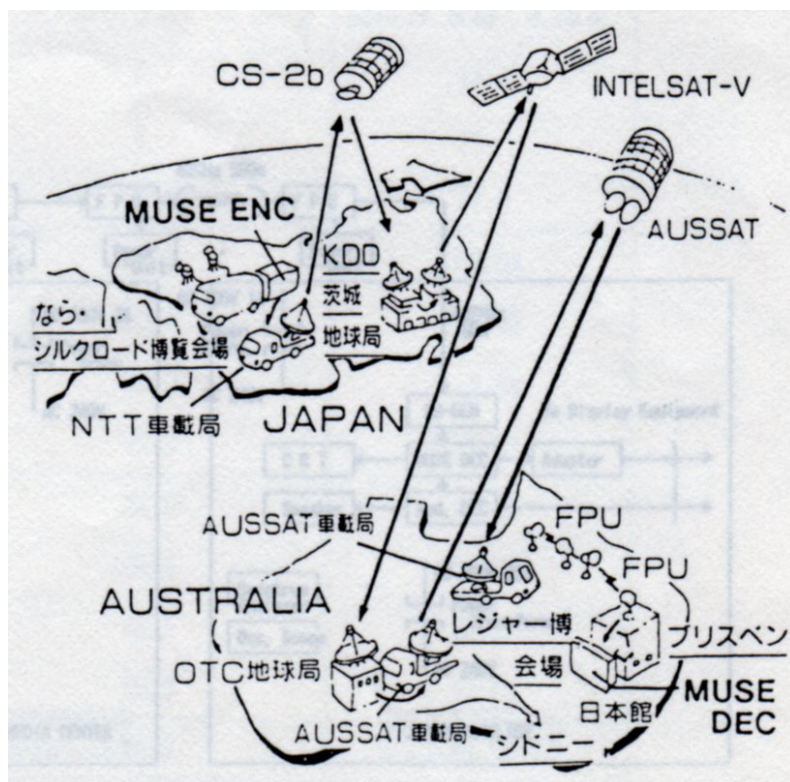 CS-2b
INTELSAT-V
AUSSAT
MUSE ENC
KDD
茨城
地球局
なら
シルクロード博覧会場
NTT車載局
JAPAN
AUSSAT車載局
FPU
FPU
AUSTRALIA
レジャー博
会場
ブリスベン
OTC地球局
日本館
MUSE
DEC
AUSSAT車載局
シドニー